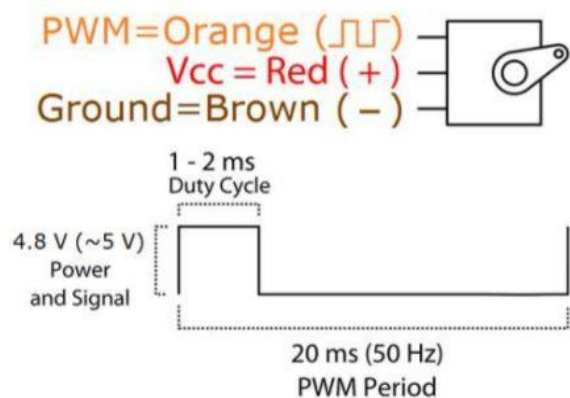 PWM=Orange (⎍⎍)
Vcc = Red (+)
Ground=Brown (−)
1 - 2 ms
Duty Cycle
4.8 V (~5 V)
Power
and Signal
20 ms (50 Hz)
PWM Period